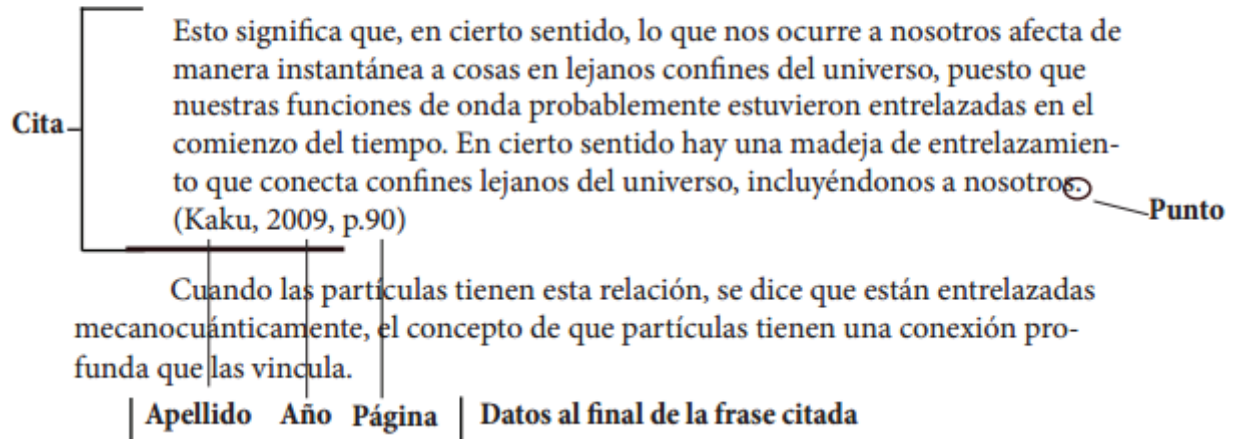 Esto significa que, en cierto sentido, lo que nos ocurre a nosotros afecta de
manera instantánea a cosas en lejanos confines del universo, puesto que
nuestras funciones de onda probablemente estuvieron entrelazadas en el
Cita
comienzo del tiempo. En cierto sentido hay una madeja de entrelazamien-
to que conecta confines lejanos del universo, incluyéndonos a nosotros.
Punto
(Kaku, 2009, p.90)
Cuando las partículas tienen esta relación, se dice que están entrelazadas
mecanocuánticamente, el concepto de que partículas tienen una conexión pro-
funda que las vincula.
Apellido Año Página Datos al final de la frase citada